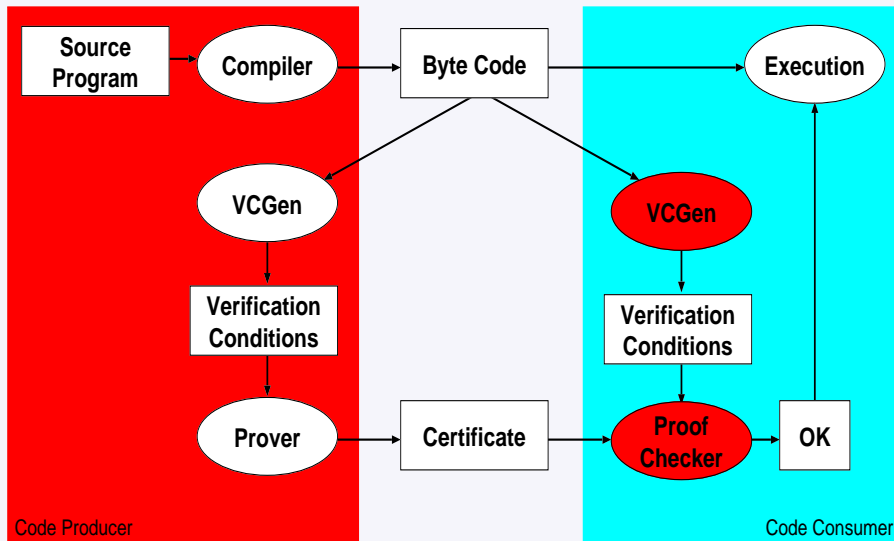 Source
Program
Compiler
Byte Code
Execution
VCGen
VCGen
Verification
Conditions
Verification
Conditions
Prover
Certificate
Proof
Checker
OK
Code Producer
Code Consumer